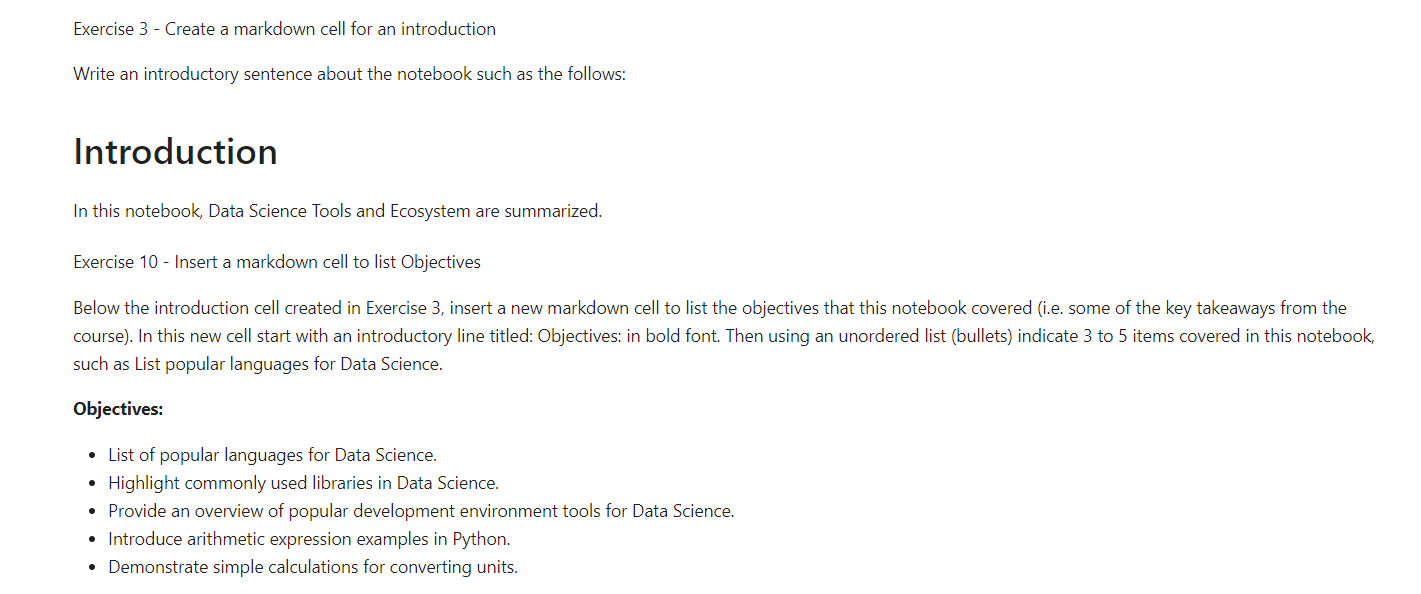 Exercise 3 - Create a markdown cell for an introduction
Write an introductory sentence about the notebook such as the follows:
Introduction
In this notebook, Data Science Tools and Ecosystem are summarized.
Exercise 10 - Insert a markdown cell to list Objectives
Below the introduction cell created in Exercise 3, insert a new markdown cell to list the objectives that this notebook covered (i.e. some of the key takeaways from the
course). In this new cell start with an introductory line titled: Objectives: in bold font. Then using an unordered list (bullets) indicate 3 to 5 items covered in this notebook,
such as List popular languages for Data Science.
Objectives:
• List of popular languages for Data Science.
• Highlight commonly used libraries in Data Science.
• Provide an overview of popular development environment tools for Data Science.
• Introduce arithmetic expression examples in Python.
• Demonstrate simple calculations for converting units.